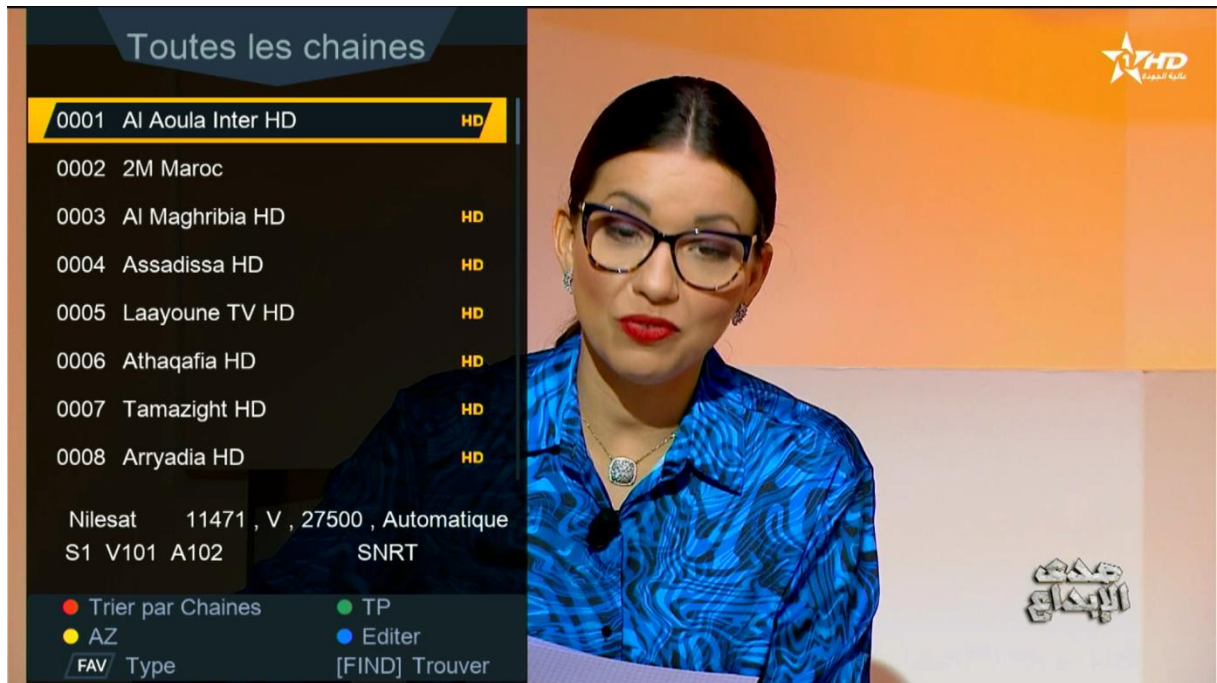 Toutes les chaines
0001 Al Aoula Inter HD HD
0002 2M Maroc
0003 Al Maghribia HD HD
0004 Assadissa HD HD
0005 Laayoune TV HD HD
0006 Athaqafia HD HD
0007 Tamazight HD HD
0008 Arryadia HD HD
Nilesat 11471 , V , 27500 , Automatique
S1 V101 A102 SNRT
Trier par Chaines TP
AZ Editer
FAV Type [FIND] Trouver
1HD
عالية الجودة
صدى
الإبداع